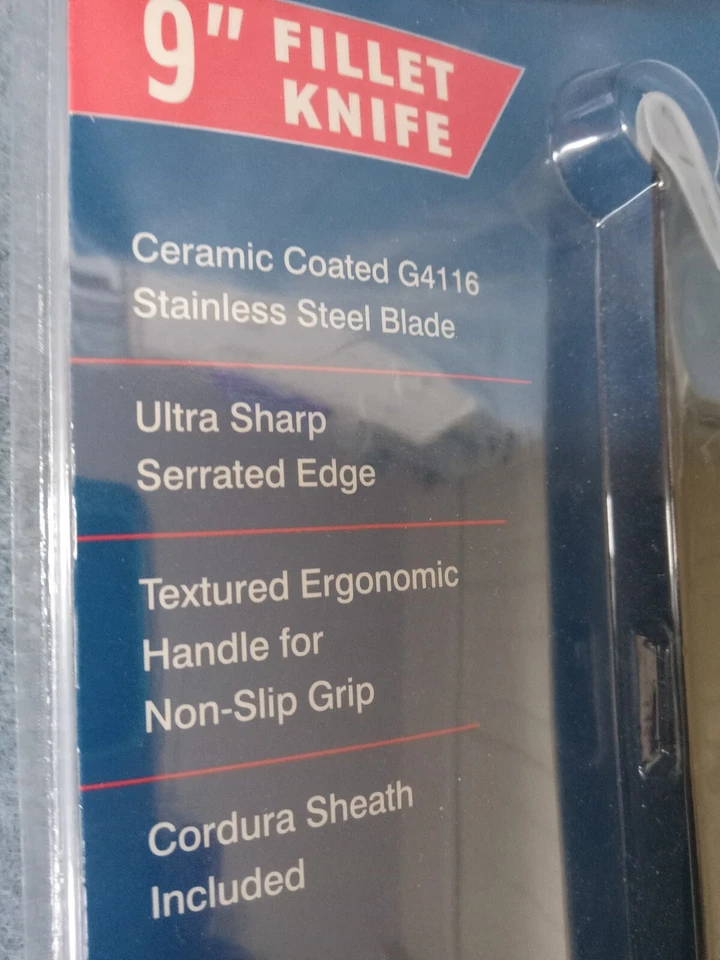 9" FILLET
KNIFE
Ceramic Coated G4116
Stainless Steel Blade
Ultra Sharp
Serrated Edge
Textured Ergonomic
Handle for
Non-Slip Grip
Cordura Sheath
Included